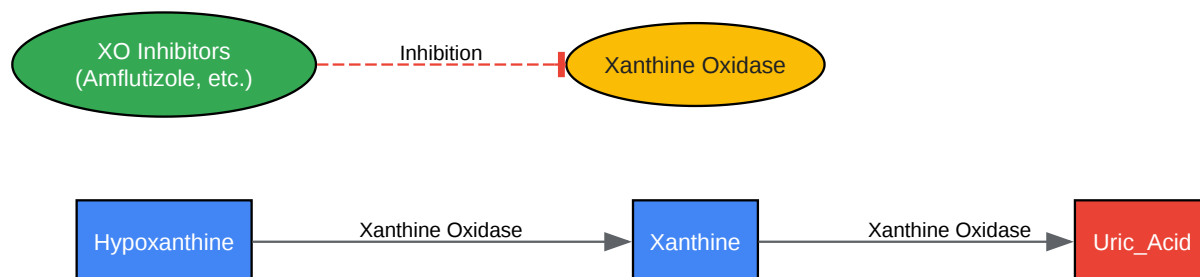 XO Inhibitors
(Amflutizole, etc.)
Inhibition
Xanthine Oxidase
Hypoxanthine
Xanthine Oxidase
Xanthine
Xanthine Oxidase
Uric_Acid